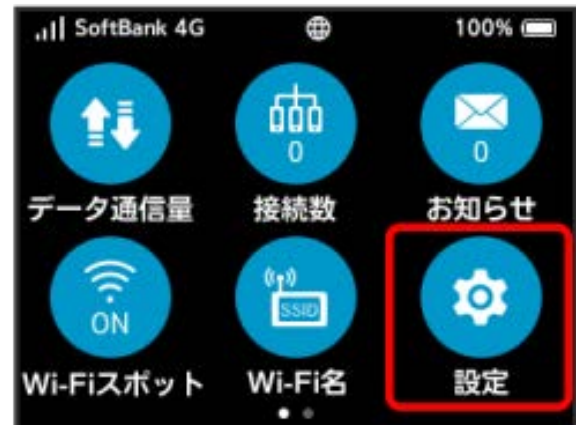 SoftBank 4G 100%
0 0
データ通信量 接続数 お知らせ
ON SSID
Wi-Fiスポット Wi-Fi名 設定